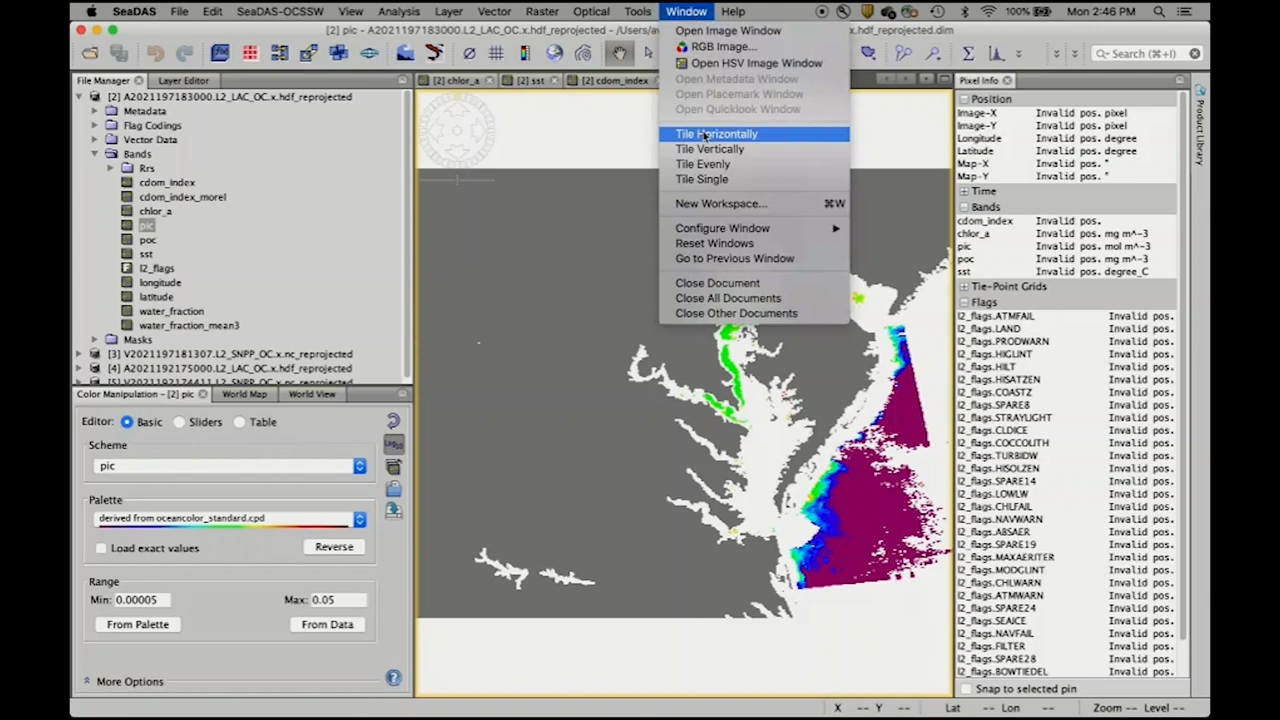 SeaDAS File Edit SeaDAS-OCSSW View Analysis Layer Vector Raster Optical Tools Window Help 100% Mon 2:46 PM
[2] pic - A2021197183000.L2_LAC_OC.x.hdf_reprojected x.hdf_reprojected.dim
Search (⌘+I)
File Manager Layer Editor
[2] chlor_a [2] sst [2] cdom_index
Pixel Info
[2] A2021197183000.L2_LAC_OC.x.hdf_reprojected
Metadata
Flag Codings
Vector Data
Bands
Rrs
cdom_index
cdom_index_morel
chlor_a
pic
poc
sst
l2_flags
longitude
latitude
water_fraction
water_fraction_mean3
Masks
[3] V2021197181307.L2_SNPP_OC.x.nc_reprojected
[4] A2021192175000.L2_LAC_OC.x.hdf_reprojected
[5] V2021192174411.L2_SNPP_OC.x.nc_reprojected
Color Manipulation - [2] pic World Map World View
Editor: Basic Sliders Table
Scheme
pic
Palette
derived from oceancolor_standard.cpd
Load exact values Reverse
Range
Min: 0.00005 Max: 0.05
From Palette From Data
More Options
Open Image Window
RGB Image...
Open HSV Image Window
Open Metadata Window
Open Placemark Window
Open Quicklook Window
Tile Horizontally
Tile Vertically
Tile Evenly
Tile Single
New Workspace... ⌘W
Configure Window
Reset Windows
Go to Previous Window
Close Document
Close All Documents
Close Other Documents
Position
Image-X Invalid pos. pixel
Image-Y Invalid pos. pixel
Longitude Invalid pos. degree
Latitude Invalid pos. degree
Map-X Invalid pos. °
Map-Y Invalid pos. °
Time
Bands
cdom_index Invalid pos.
chlor_a Invalid pos. mg m^-3
pic Invalid pos. mol m^-3
poc Invalid pos. mg m^-3
sst Invalid pos. degree_C
Tie-Point Grids
Flags
l2_flags.ATMFAIL Invalid pos.
l2_flags.LAND Invalid pos.
l2_flags.PRODWARN Invalid pos.
l2_flags.HIGLINT Invalid pos.
l2_flags.HILT Invalid pos.
l2_flags.HISATZEN Invalid pos.
l2_flags.COASTZ Invalid pos.
l2_flags.SPARE8 Invalid pos.
l2_flags.STRAYLIGHT Invalid pos.
l2_flags.CLDICE Invalid pos.
l2_flags.COCCOLITH Invalid pos.
l2_flags.TURBIDW Invalid pos.
l2_flags.HISOLZEN Invalid pos.
l2_flags.SPARE14 Invalid pos.
l2_flags.LOWLW Invalid pos.
l2_flags.CHLFAIL Invalid pos.
l2_flags.NAVWARN Invalid pos.
l2_flags.ABSAER Invalid pos.
l2_flags.SPARE19 Invalid pos.
l2_flags.MAXAERITER Invalid pos.
l2_flags.MODGLINT Invalid pos.
l2_flags.CHLWARN Invalid pos.
l2_flags.ATMWARN Invalid pos.
l2_flags.SPARE24 Invalid pos.
l2_flags.SEAICE Invalid pos.
l2_flags.NAVFAIL Invalid pos.
l2_flags.FILTER Invalid pos.
l2_flags.SPARE28 Invalid pos.
l2_flags.BOWTIEDEL Invalid pos.
Snap to selected pin
Product Library
X -- Y -- Lat -- Lon -- Zoom -- Level --